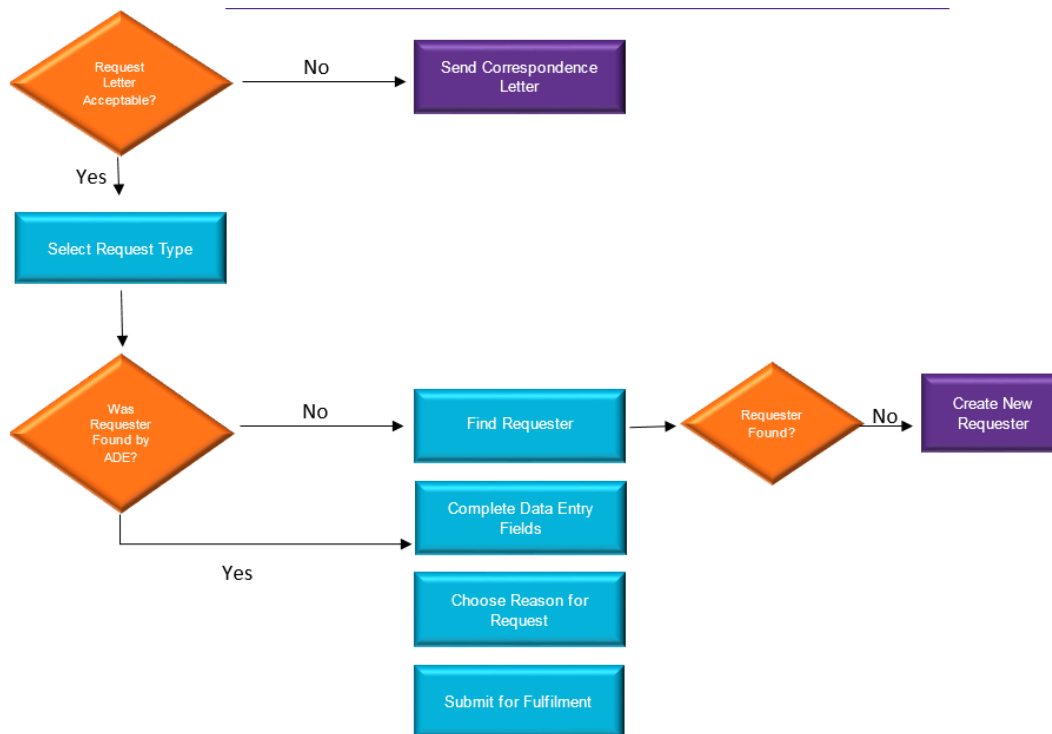 Request
Letter
Acceptable?
No
Send Correspondence
Letter
Yes
Select Request Type
Was
Requester
Found by
ADE?
No
Find Requester
Requester
Found?
No
Create New
Requester
Complete Data Entry
Fields
Yes
Choose Reason for
Request
Submit for Fulfilment